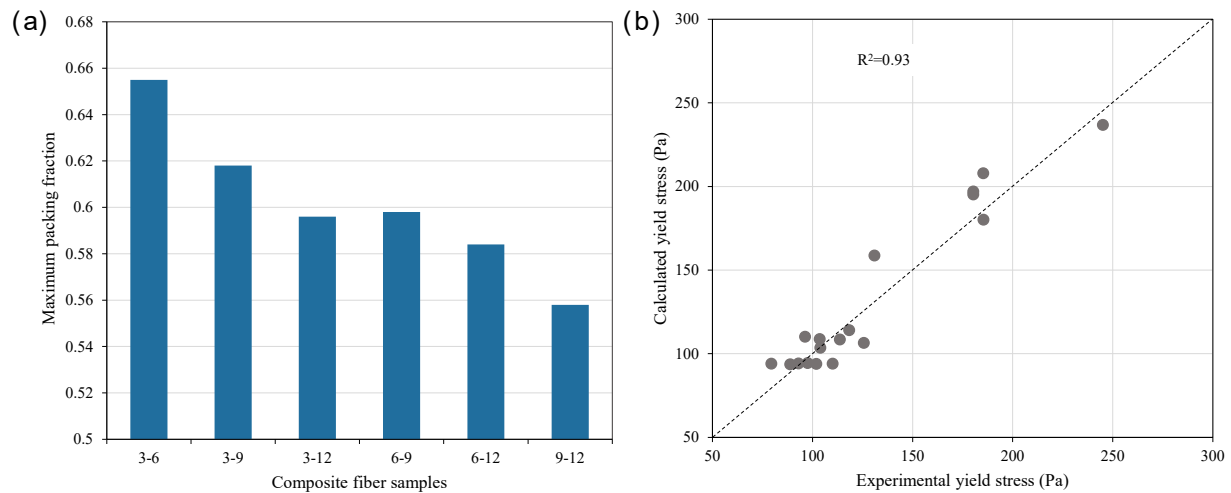 (a)
0.68
0.66
0.64
0.62
0.6
0.58
0.56
0.54
0.52
0.5
Maximum packing fraction
3-6 3-9 3-12 6-9 6-12 9-12
Composite fiber samples
(b)
R²=0.93
300
250
200
150
100
50
Calculated yield stress (Pa)
50 100 150 200 250 300
Experimental yield stress (Pa)